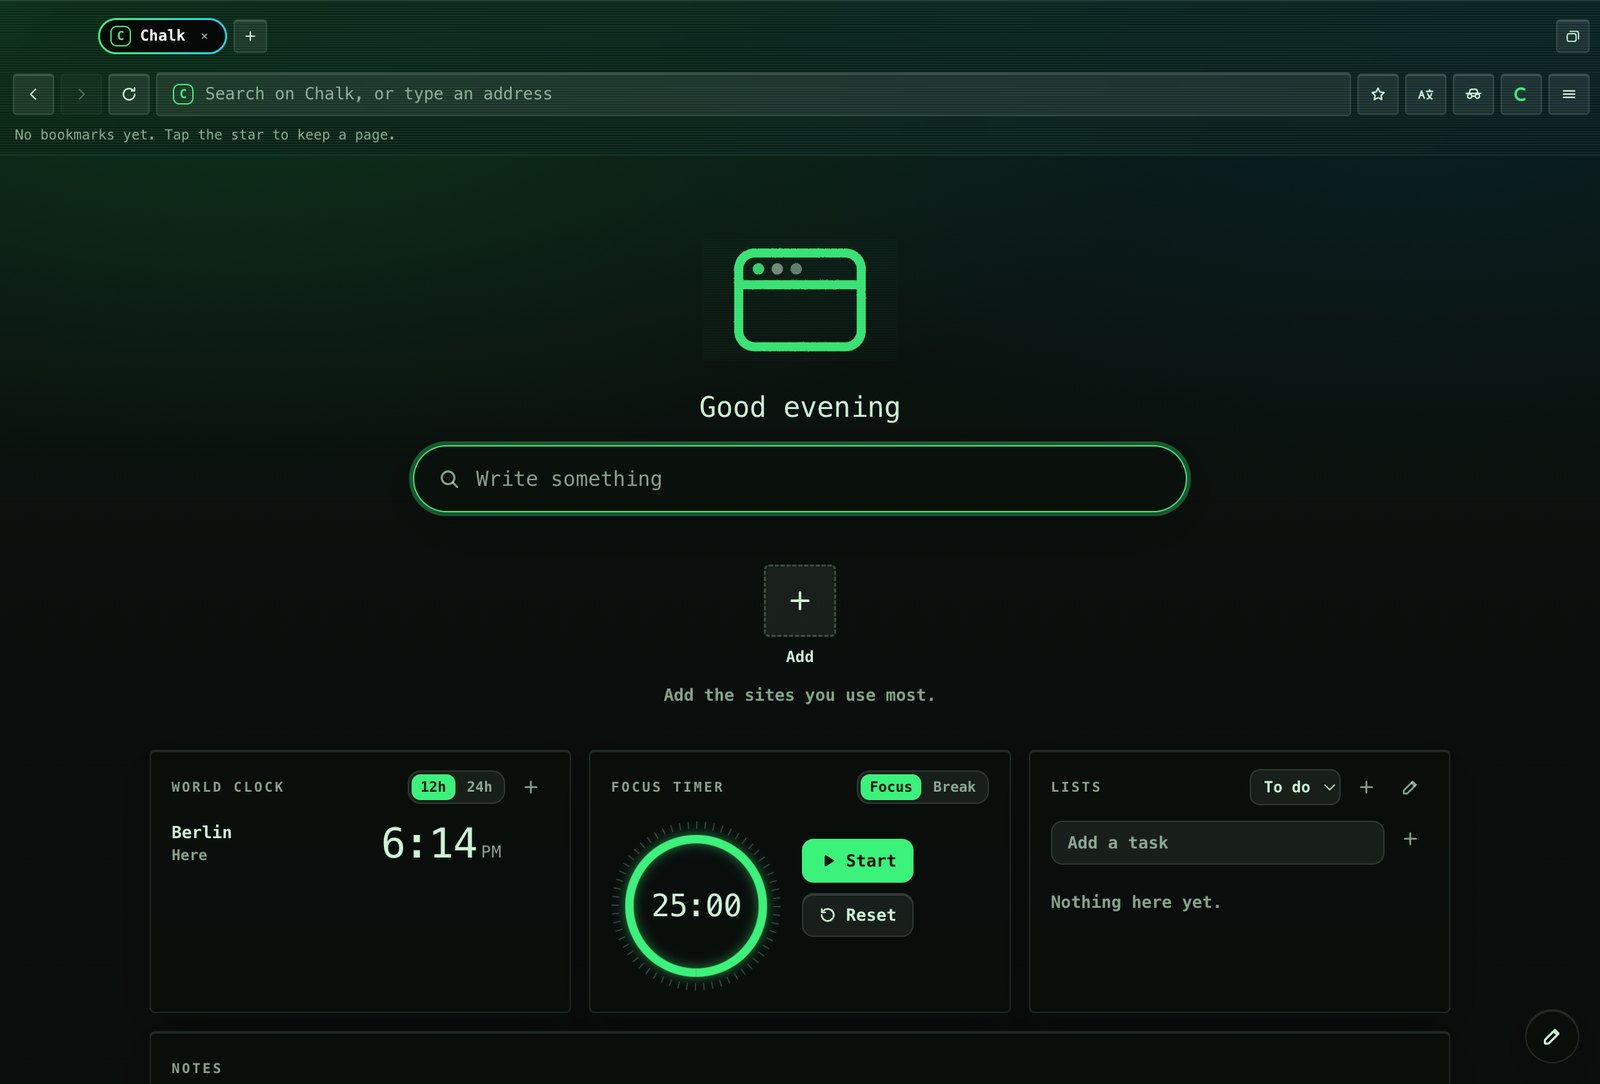 C Chalk ×
C Search on Chalk, or type an address
No bookmarks yet. Tap the star to keep a page.
Good evening
Write something
Add
Add the sites you use most.
WORLD CLOCK 12h 24h
Berlin
Here
6:14 PM
FOCUS TIMER Focus Break
25:00
Start
Reset
LISTS To do
Add a task
Nothing here yet.
NOTES